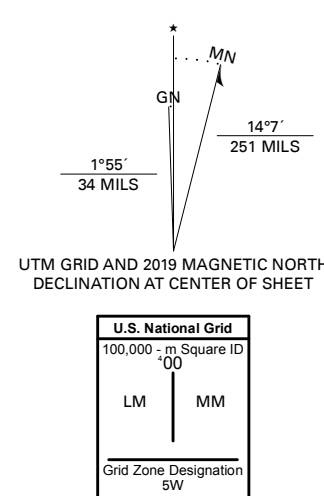 ★
MN
GN
14°7´
251 MILS
1°55´
34 MILS
UTM GRID AND 2019 MAGNETIC NORTH
DECLINATION AT CENTER OF SHEET
U.S. National Grid
100,000 - m Square ID
⁴00
LM MM
Grid Zone Designation
5W